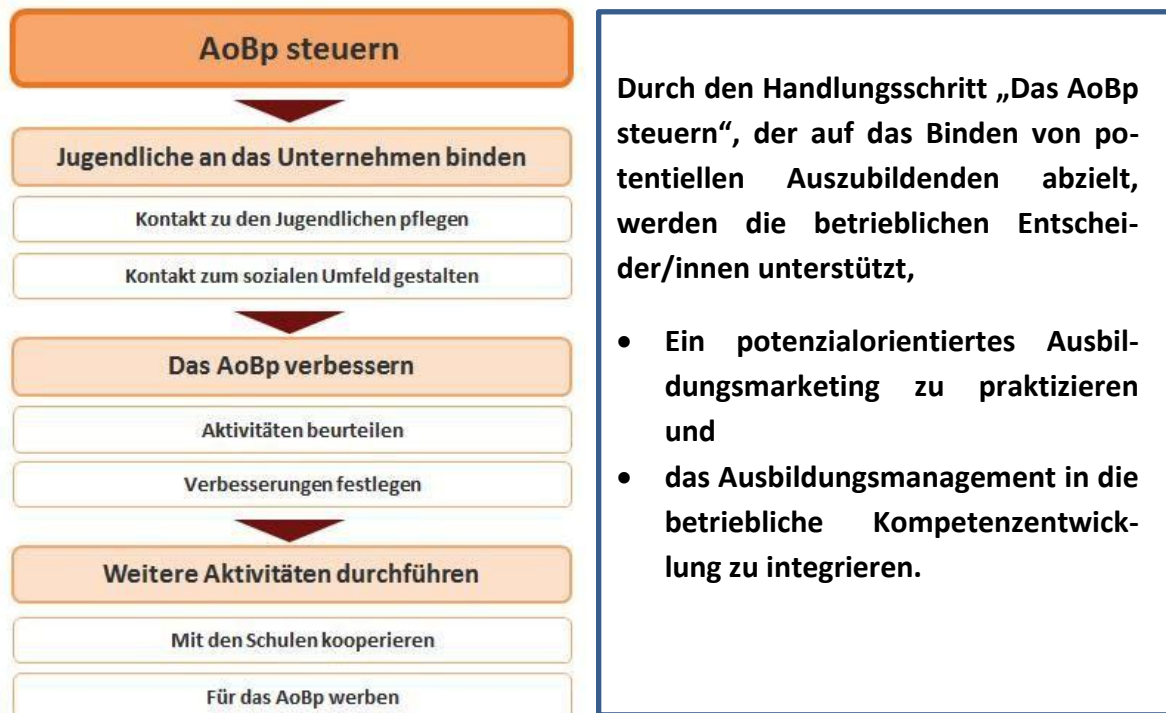 AoBp steuern
Jugendliche an das Unternehmen binden
Kontakt zu den Jugendlichen pflegen
Kontakt zum sozialen Umfeld gestalten
Das AoBp verbessern
Aktivitäten beurteilen
Verbesserungen festlegen
Weitere Aktivitäten durchführen
Mit den Schulen kooperieren
Für das AoBp werben
Durch den Handlungsschritt „Das AoBp
steuern“, der auf das Binden von po-
tentiellen Auszubildenden abzielt,
werden die betrieblichen Entschei-
der/innen unterstützt,
• Ein potenzialorientiertes Ausbil-
dungsmarketing zu praktizieren
und
• das Ausbildungsmanagement in die
betriebliche Kompetenzentwick-
lung zu integrieren.